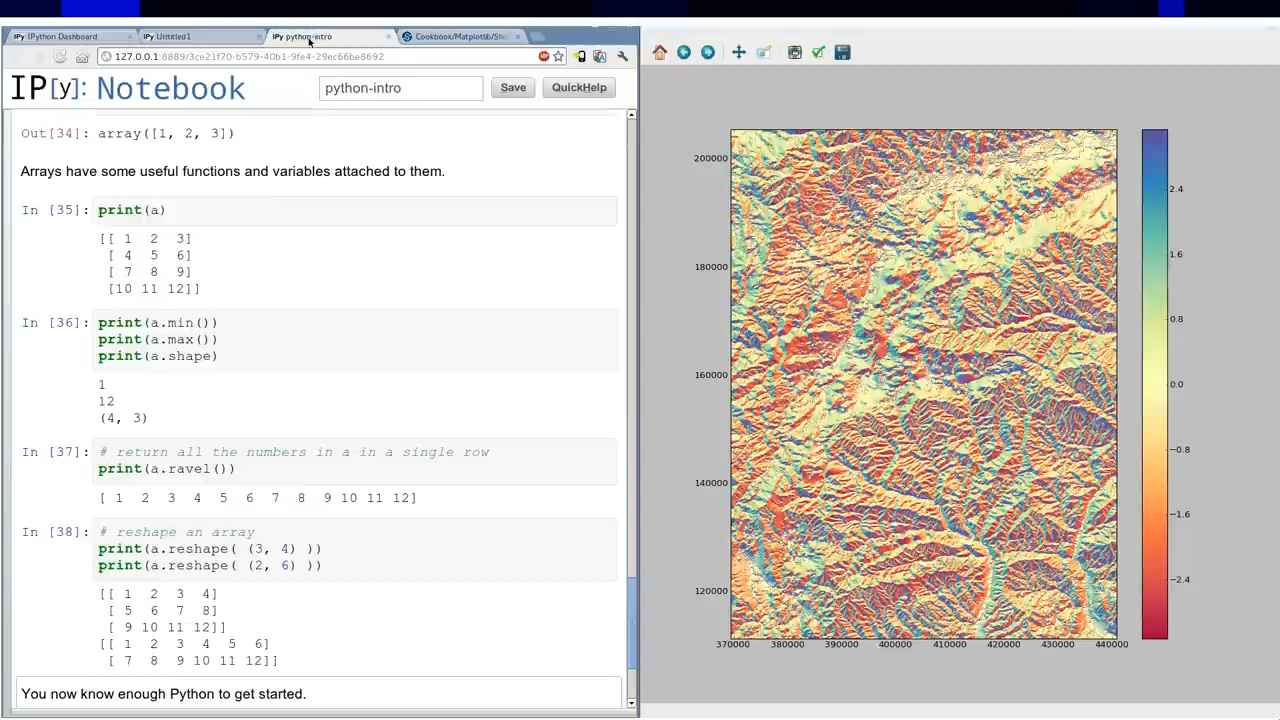 IPy IPython Dashboard
IPy Untitled1
IPy python-intro
Cookbook/Matplotlib/Sho
127.0.0.1:8889/3ce21f70-b579-40b1-9fe4-29ec66be8692
IP[y]: Notebook
python-intro
Save
QuickHelp
Out[34]: array([1, 2, 3])
Arrays have some useful functions and variables attached to them.
In [35]: print(a)
[[ 1 2 3]
[ 4 5 6]
[ 7 8 9]
[10 11 12]]
In [36]: print(a.min())
print(a.max())
print(a.shape)
1
12
(4, 3)
In [37]: # return all the numbers in a in a single row
print(a.ravel())
[ 1 2 3 4 5 6 7 8 9 10 11 12]
In [38]: # reshape an array
print(a.reshape( (3, 4) ))
print(a.reshape( (2, 6) ))
[[ 1 2 3 4]
[ 5 6 7 8]
[ 9 10 11 12]]
[[ 1 2 3 4 5 6]
[ 7 8 9 10 11 12]]
You now know enough Python to get started.
200000
180000
160000
140000
120000
370000 380000 390000 400000 410000 420000 430000 440000
2.4
1.6
0.8
0.0
−0.8
−1.6
−2.4